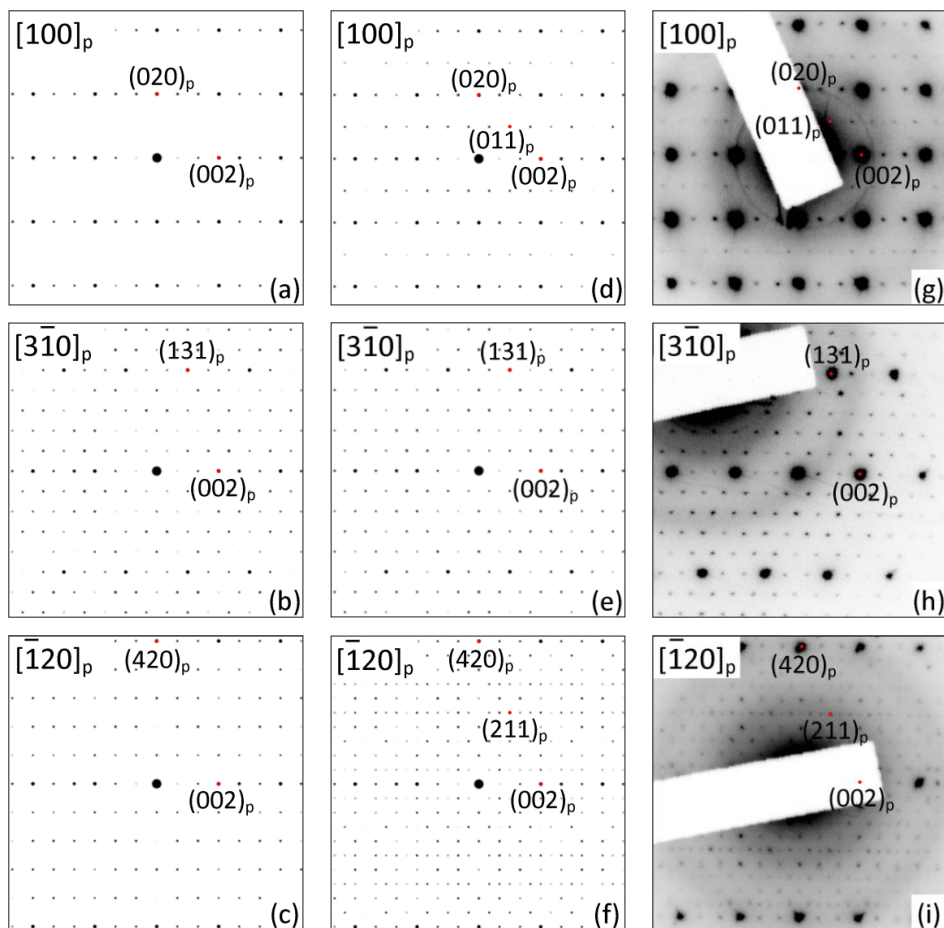 [100]ₚ
(020)ₚ
(002)ₚ
(a)
[100]ₚ
(020)ₚ
(011)ₚ
(002)ₚ
(d)
[100]ₚ
(020)ₚ
(011)ₚ
(002)ₚ
(g)
[31̅0]ₚ
(131)ₚ
(002)ₚ
(b)
[31̅0]ₚ
(131)ₚ
(002)ₚ
(e)
[31̅0]ₚ
(131)ₚ
(002)ₚ
(h)
[1̅20]ₚ
(420)ₚ
(002)ₚ
(c)
[1̅20]ₚ
(420)ₚ
(211)ₚ
(002)ₚ
(f)
[1̅20]ₚ
(420)ₚ
(211)ₚ
(002)ₚ
(i)